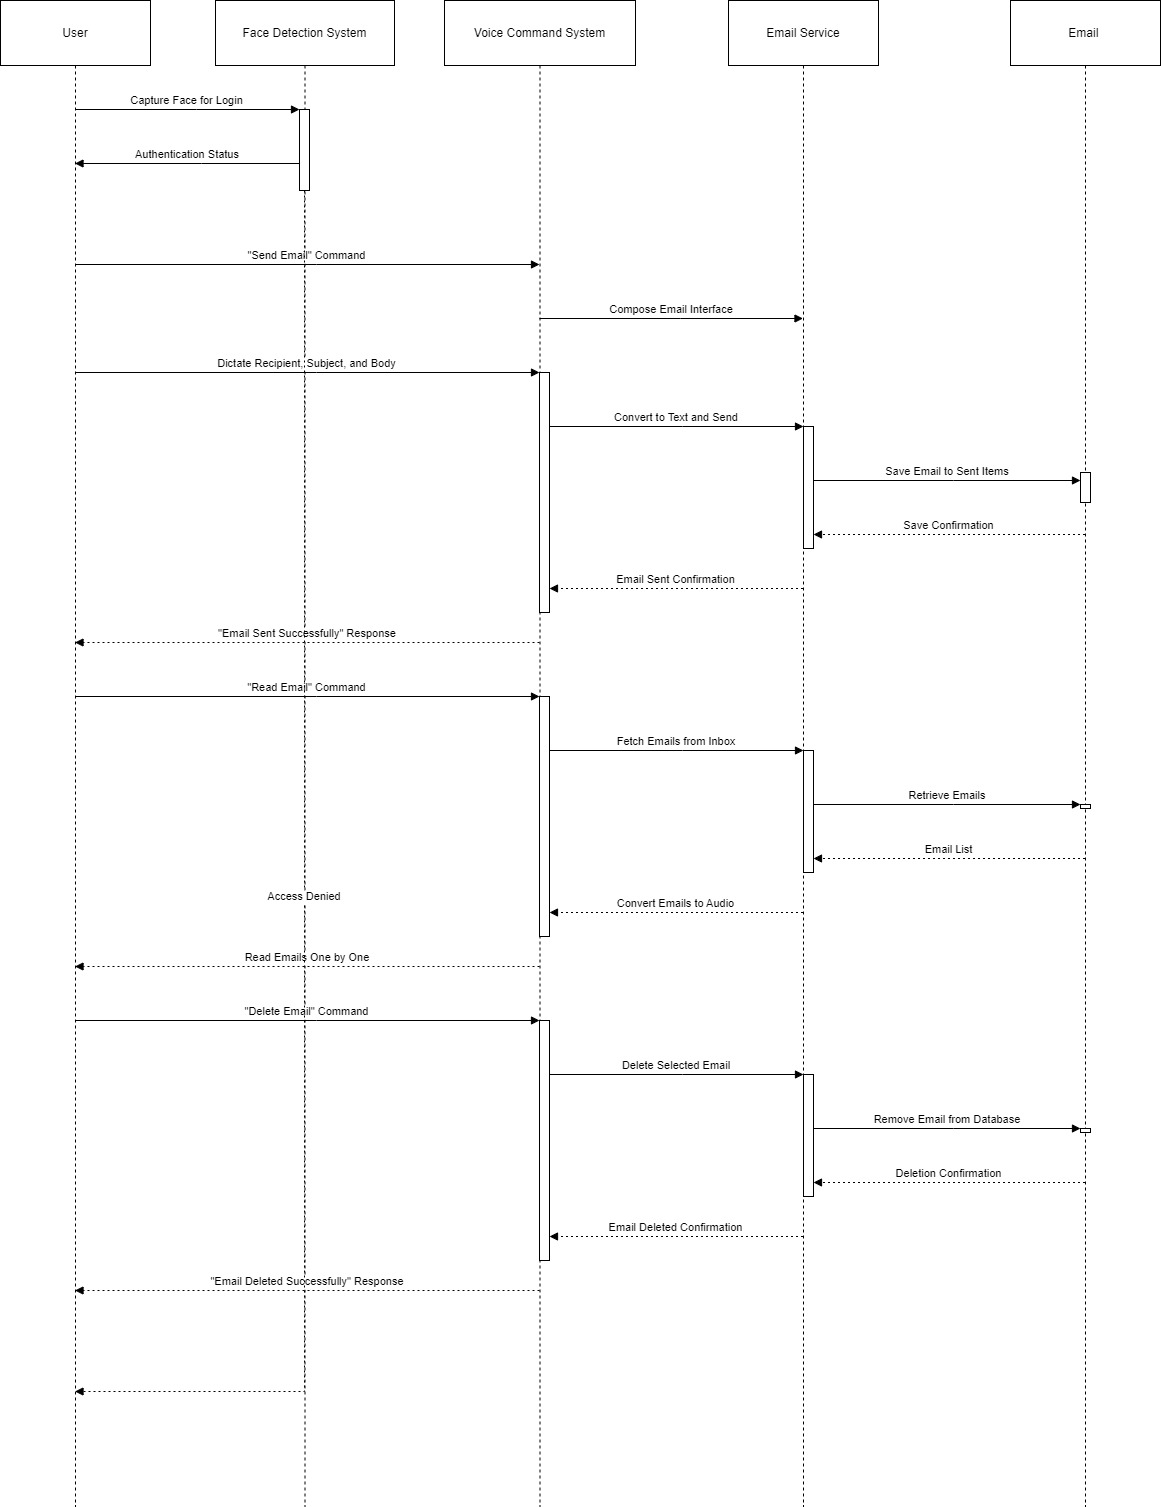 User
Face Detection System
Voice Command System
Email Service
Email
Capture Face for Login
Authentication Status
"Send Email" Command
Compose Email Interface
Dictate Recipient, Subject, and Body
Convert to Text and Send
Save Email to Sent Items
Save Confirmation
Email Sent Confirmation
"Email Sent Successfully" Response
"Read Email" Command
Fetch Emails from Inbox
Retrieve Emails
Email List
Access Denied
Convert Emails to Audio
Read Emails One by One
"Delete Email" Command
Delete Selected Email
Remove Email from Database
Deletion Confirmation
Email Deleted Confirmation
"Email Deleted Successfully" Response